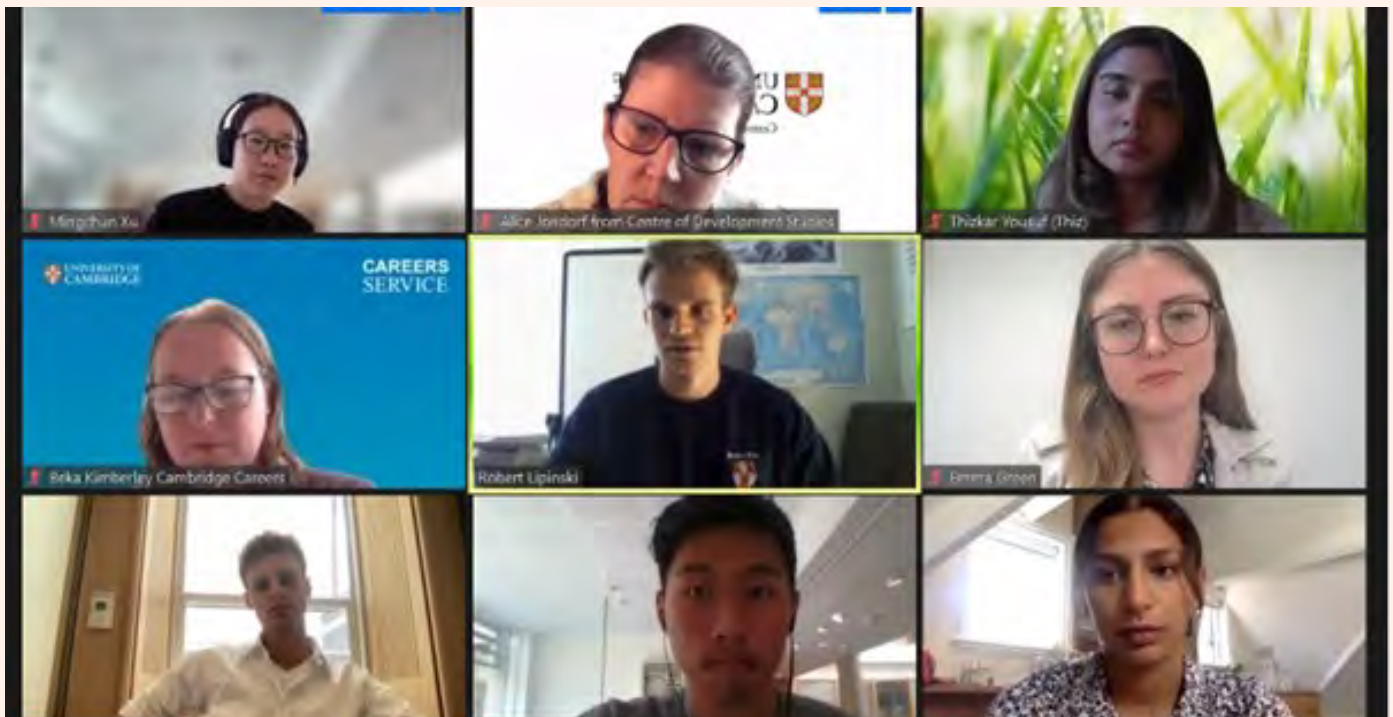 Mingchun Xu
Alice Jondorf from Centre of Development Studies
Thizkar Yousuf (Thiz)
UNIVERSITY OF
CAMBRIDGE
CAREERS
SERVICE
Beka Kimberley Cambridge Careers
Robert Lipinski
Emma Green